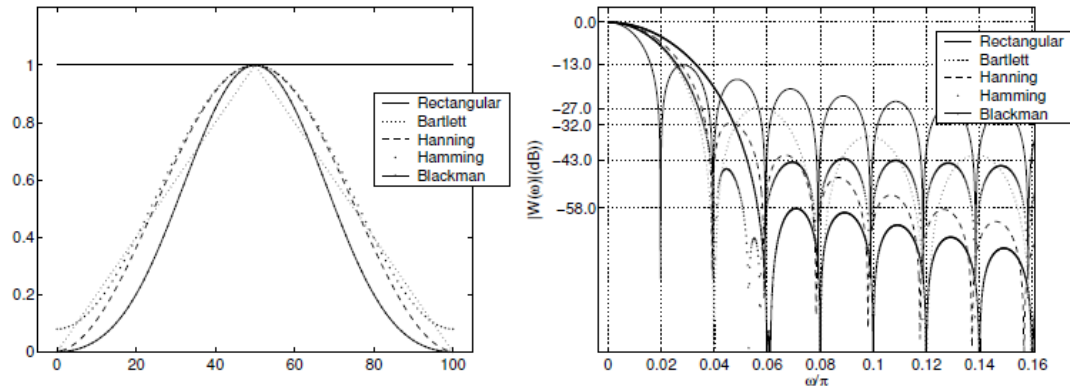 1
0.8
0.6
0.4
0.2
0
0
20
40
60
80
100
Rectangular
Bartlett
Hanning
Hamming
Blackman
|W(ω)|(dB))
0.0
−13.0
−27.0
−32.0
−43.0
−58.0
0
0.02
0.04
0.06
0.08
0.1
0.12
0.14
0.16
ω/π
Rectangular
Bartlett
Hanning
Hamming
Blackman